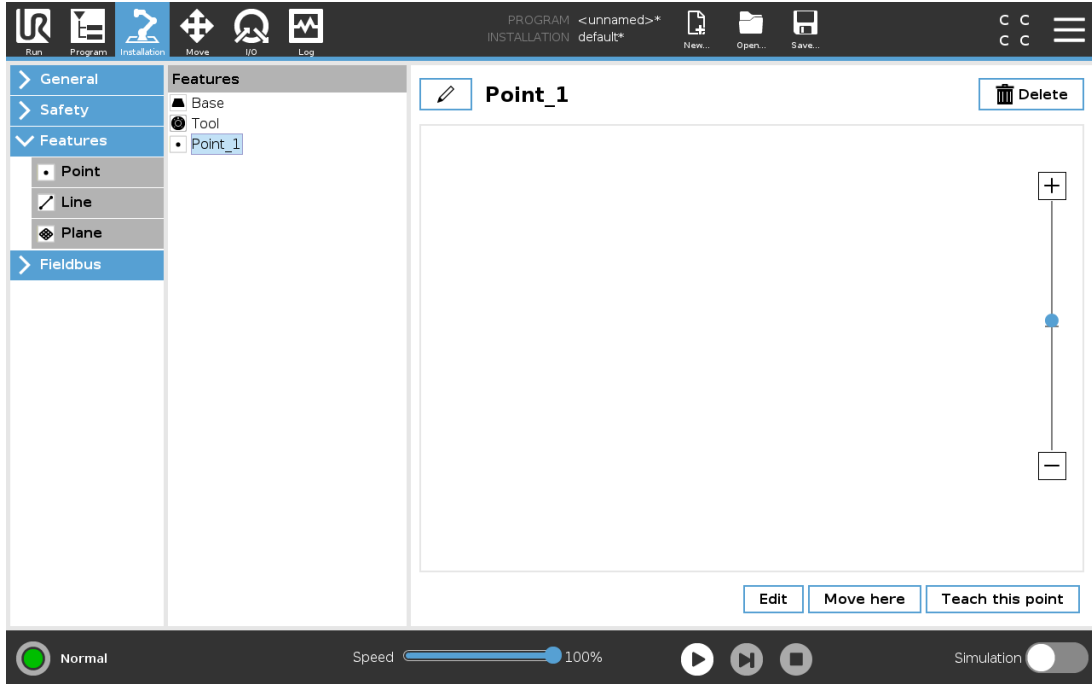 PROGRAM <unnamed>*
INSTALLATION default*
UR
Run
Program
Installation
Move
I/O
Log
New...
Open...
Save...
C C
C C
General
Safety
Features
Point
Line
Plane
Fieldbus
Features
Base
Tool
Point_1
Point_1
Delete
Edit
Move here
Teach this point
Normal
Speed
100%
Simulation